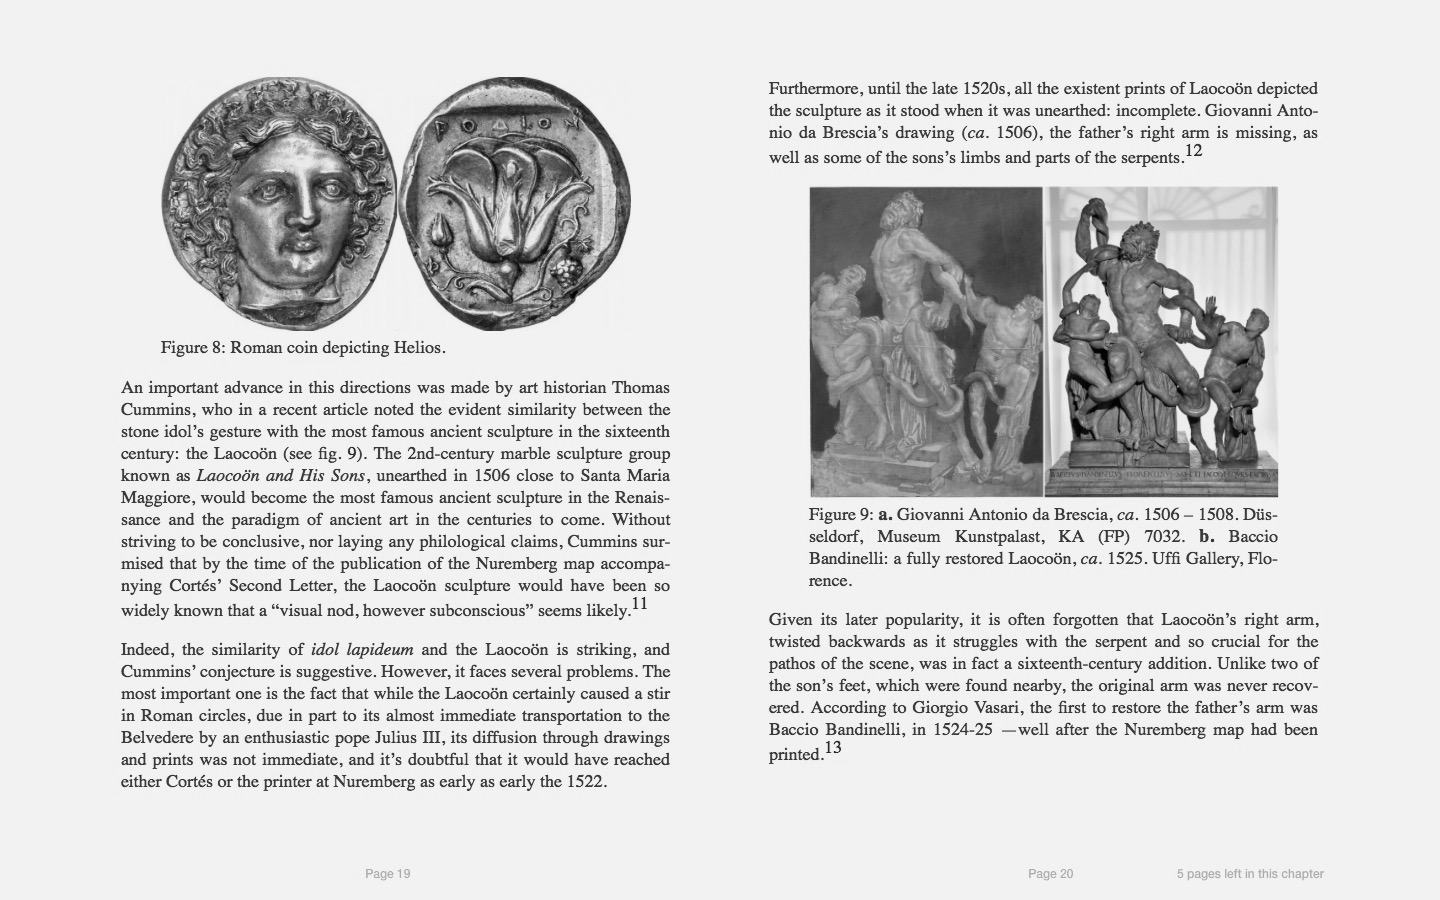 ΡΟΔΙΟΝ
Figure 8: Roman coin depicting Helios.
An important advance in this directions was made by art historian Thomas
Cummins, who in a recent article noted the evident similarity between the
stone idol’s gesture with the most famous ancient sculpture in the sixteenth
century: the Laocoön (see fig. 9). The 2nd-century marble sculpture group
known as Laocoön and His Sons, unearthed in 1506 close to Santa Maria
Maggiore, would become the most famous ancient sculpture in the Renais-
sance and the paradigm of ancient art in the centuries to come. Without
striving to be conclusive, nor laying any philological claims, Cummins sur-
mised that by the time of the publication of the Nuremberg map accompa-
nying Cortés’ Second Letter, the Laocoön sculpture would have been so
widely known that a “visual nod, however subconscious” seems likely.11
Indeed, the similarity of idol lapideum and the Laocoön is striking, and
Cummins’ conjecture is suggestive. However, it faces several problems. The
most important one is the fact that while the Laocoön certainly caused a stir
in Roman circles, due in part to its almost immediate transportation to the
Belvedere by an enthusiastic pope Julius III, its diffusion through drawings
and prints was not immediate, and it’s doubtful that it would have reached
either Cortés or the printer at Nuremberg as early as early the 1522.
Page 19
Furthermore, until the late 1520s, all the existent prints of Laocoön depicted
the sculpture as it stood when it was unearthed: incomplete. Giovanni Anto-
nio da Brescia’s drawing (ca. 1506), the father’s right arm is missing, as
well as some of the sons’s limbs and parts of the serpents.12
Figure 9: a. Giovanni Antonio da Brescia, ca. 1506 – 1508. Düs-
seldorf, Museum Kunstpalast, KA (FP) 7032. b. Baccio
Bandinelli: a fully restored Laocoön, ca. 1525. Uffi Gallery, Flo-
rence.
Given its later popularity, it is often forgotten that Laocoön’s right arm,
twisted backwards as it struggles with the serpent and so crucial for the
pathos of the scene, was in fact a sixteenth-century addition. Unlike two of
the son’s feet, which were found nearby, the original arm was never recov-
ered. According to Giorgio Vasari, the first to restore the father’s arm was
Baccio Bandinelli, in 1524-25 —well after the Nuremberg map had been
printed.13
Page 20
5 pages left in this chapter